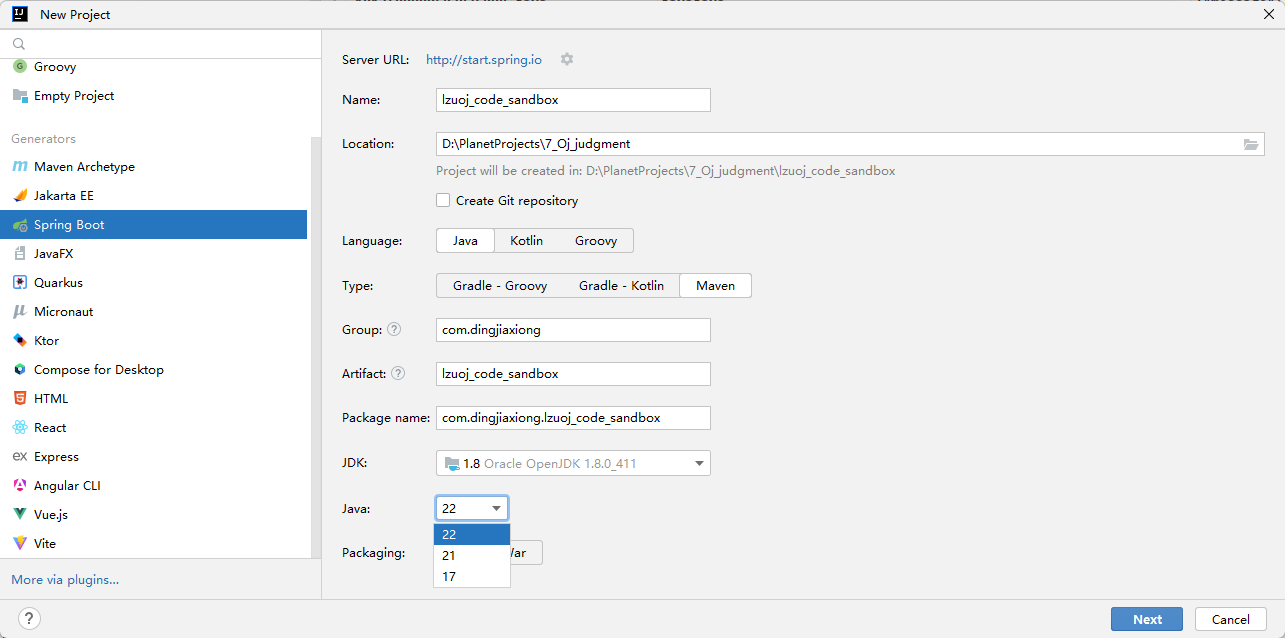 New Project
Groovy
Empty Project
Generators
Maven Archetype
Jakarta EE
Spring Boot
JavaFX
Quarkus
Micronaut
Ktor
Compose for Desktop
HTML
React
Express
Angular CLI
Vue.js
Vite
More via plugins...
Server URL: http://start.spring.io
Name: lzuoj_code_sandbox
Location: D:\PlanetProjects\7_Oj_judgment
Project will be created in: D:\PlanetProjects\7_Oj_judgment\lzuoj_code_sandbox
Create Git repository
Language: Java Kotlin Groovy
Type: Gradle - Groovy Gradle - Kotlin Maven
Group: ? com.dingjiaxiong
Artifact: ? lzuoj_code_sandbox
Package name: com.dingjiaxiong.lzuoj_code_sandbox
JDK: 1.8 Oracle OpenJDK 1.8.0_411
Java: 22
22
21
17
Packaging:
? Next Cancel